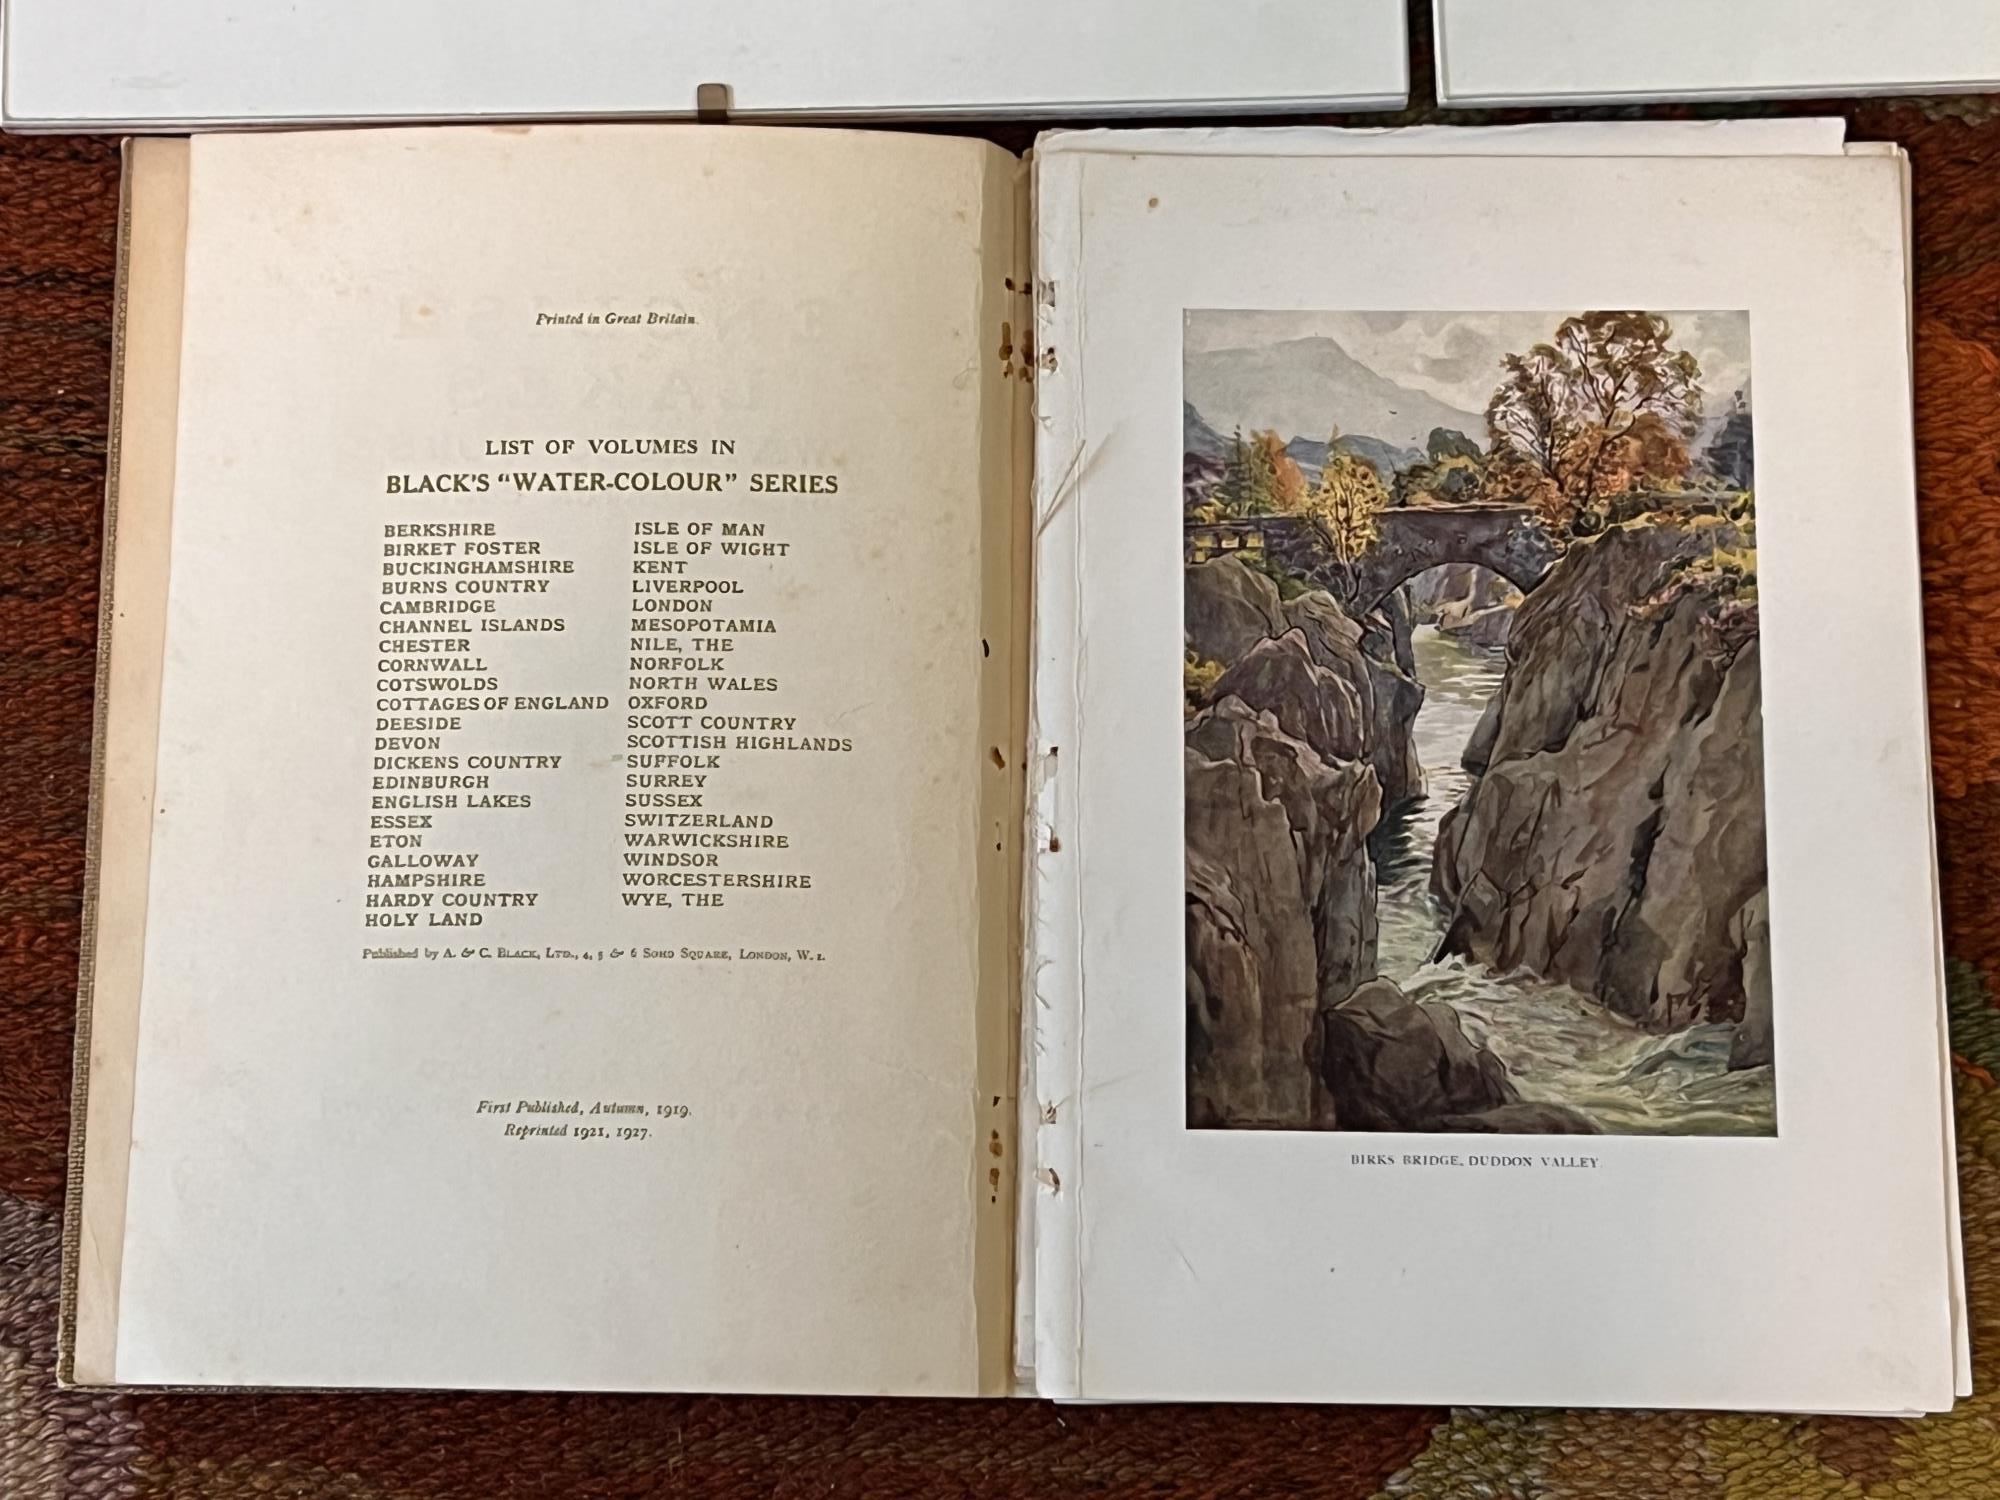 Printed in Great Britain.
LIST OF VOLUMES IN
BLACK'S "WATER-COLOUR" SERIES
BERKSHIRE
BIRKET FOSTER
BUCKINGHAMSHIRE
BURNS COUNTRY
CAMBRIDGE
CHANNEL ISLANDS
CHESTER
CORNWALL
COTSWOLDS
COTTAGES OF ENGLAND
DEESIDE
DEVON
DICKENS COUNTRY
EDINBURGH
ENGLISH LAKES
ESSEX
ETON
GALLOWAY
HAMPSHIRE
HARDY COUNTRY
HOLY LAND
ISLE OF MAN
ISLE OF WIGHT
KENT
LIVERPOOL
LONDON
MESOPOTAMIA
NILE, THE
NORFOLK
NORTH WALES
OXFORD
SCOTT COUNTRY
SCOTTISH HIGHLANDS
SUFFOLK
SURREY
SUSSEX
SWITZERLAND
WARWICKSHIRE
WINDSOR
WORCESTERSHIRE
WYE, THE
Published by A. & C. BLACK, LTD., 4, 5 & 6 SOHO SQUARE, LONDON, W. 1.
First Published, Autumn, 1919.
Reprinted 1921, 1927.
BIRKS BRIDGE, DUDDON VALLEY.